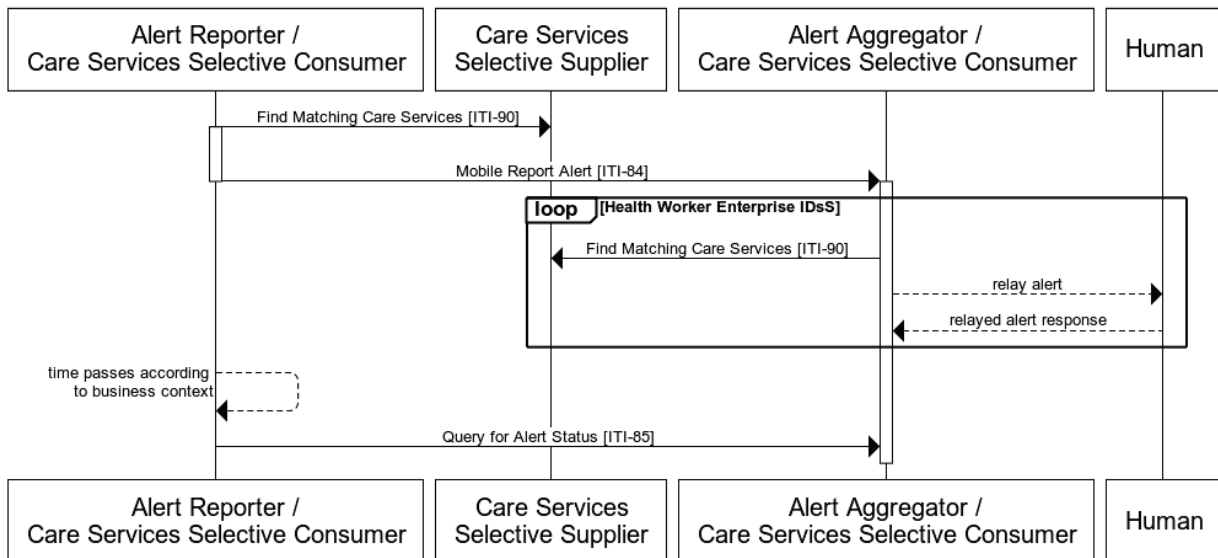 Alert Reporter /
Care Services Selective Consumer
Care Services
Selective Supplier
Alert Aggregator /
Care Services Selective Consumer
Human
Find Matching Care Services [ITI-90]
Mobile Report Alert [ITI-84]
loop
[Health Worker Enterprise IDsS]
Find Matching Care Services [ITI-90]
relay alert
relayed alert response
time passes according
to business context
Query for Alert Status [ITI-85]
Alert Reporter /
Care Services Selective Consumer
Care Services
Selective Supplier
Alert Aggregator /
Care Services Selective Consumer
Human